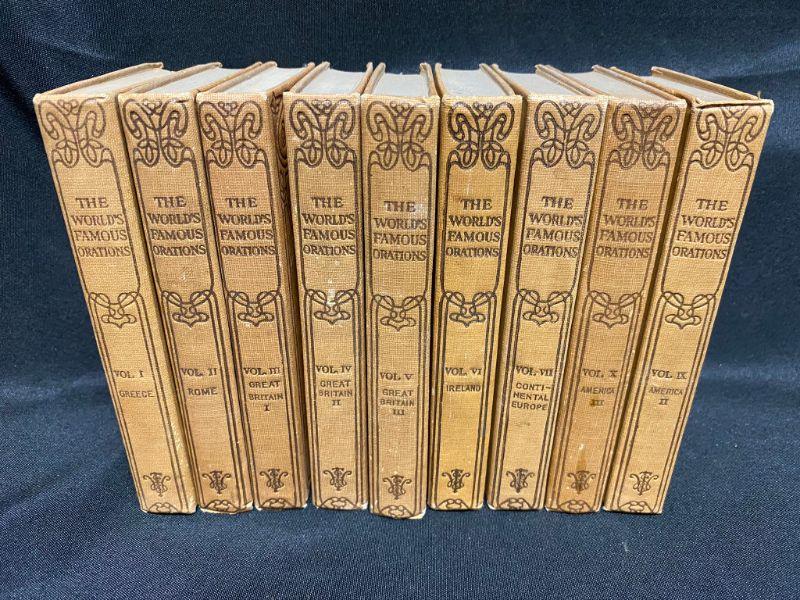 THE
WORLD'S
FAMOUS
ORATIONS
VOL. I
GREECE
THE
WORLD'S
FAMOUS
ORATIONS
VOL. II
ROME
THE
WORLD'S
FAMOUS
ORATIONS
VOL. III
GREAT
BRITAIN
I
THE
WORLD'S
FAMOUS
ORATIONS
VOL. IV
GREAT
BRITAIN
II
THE
WORLD'S
FAMOUS
ORATIONS
VOL. V
GREAT
BRITAIN
III
THE
WORLD'S
FAMOUS
ORATIONS
VOL. VI
IRELAND
THE
WORLD'S
FAMOUS
ORATIONS
VOL. VII
CONTI-
NENTAL
EUROPE
THE
WORLD'S
FAMOUS
ORATIONS
VOL. X
AMERICA
III
THE
WORLD'S
FAMOUS
ORATIONS
VOL. IX
AMERICA
II